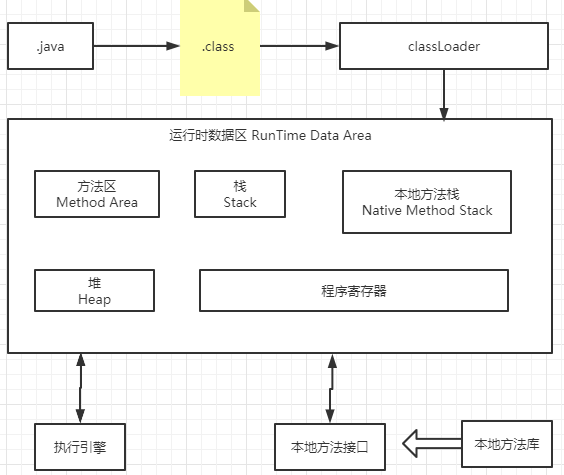 .java
.class
classLoader
运行时数据区 RunTime Data Area
方法区
Method Area
栈
Stack
本地方法栈
Native Method Stack
堆
Heap
程序寄存器
执行引擎
本地方法接口
本地方法库